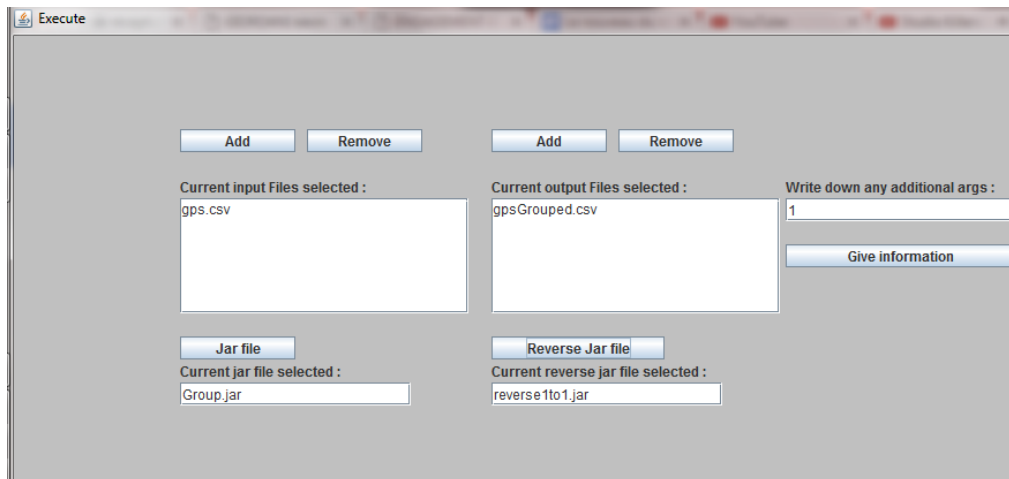 Execute
Add Remove Add Remove
Current input Files selected : Current output Files selected : Write down any additional args :
gps.csv gpsGrouped.csv 1
Give information
Jar file Reverse Jar file
Current jar file selected : Current reverse jar file selected :
Group.jar reverse1to1.jar